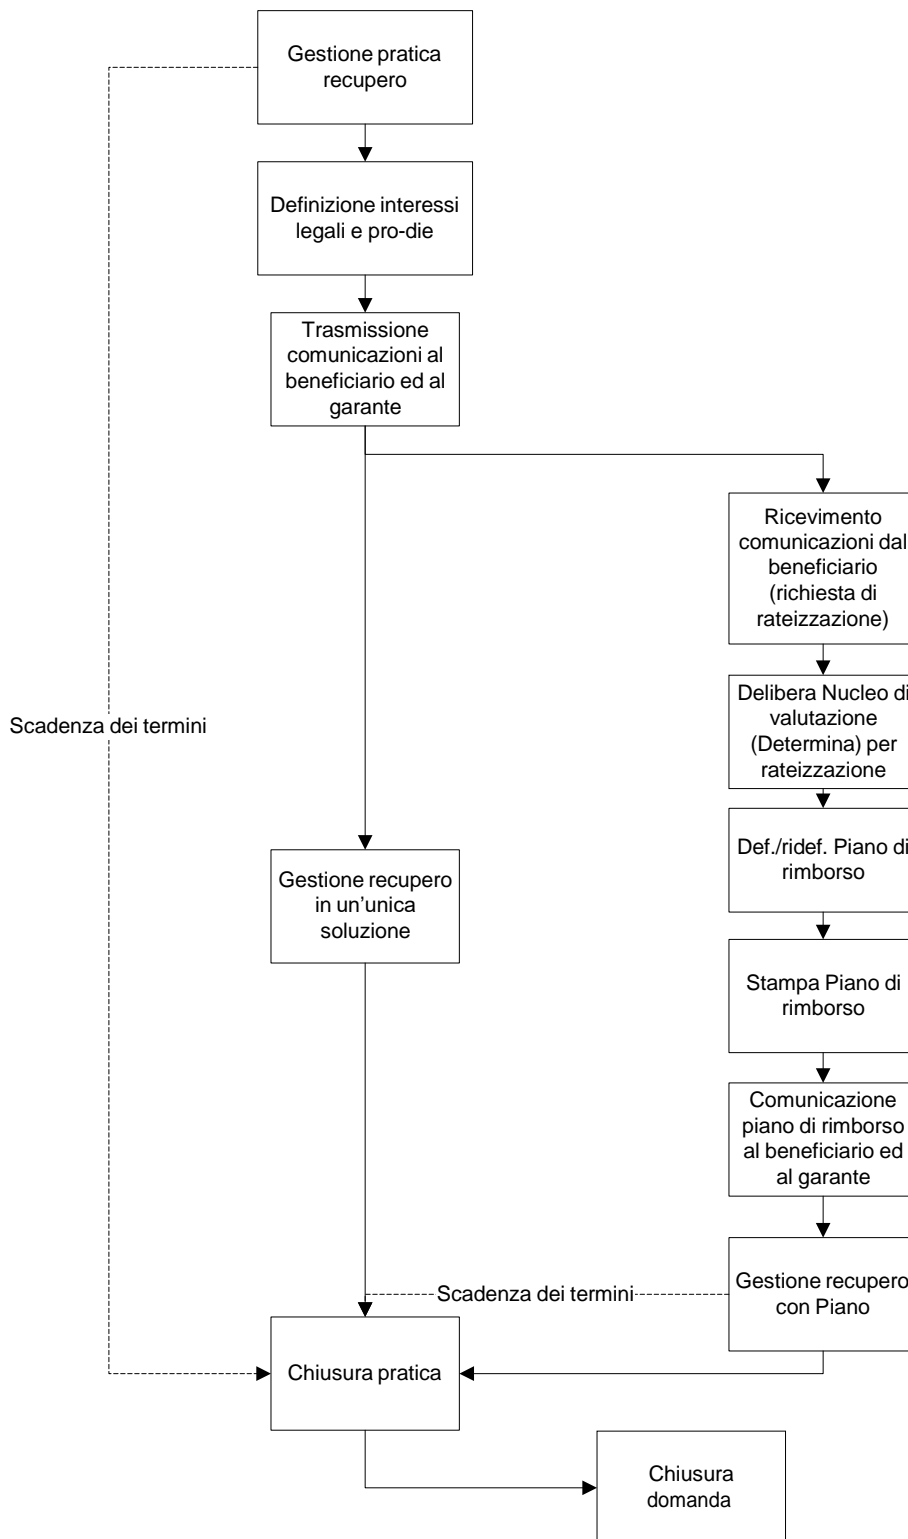 Gestione pratica
recupero
Definizione interessi
legali e pro-die
Trasmissione
comunicazioni al
beneficiario ed al
garante
Ricevimento
comunicazioni dal
beneficiario
(richiesta di
rateizzazione)
Delibera Nucleo di
valutazione
(Determina) per
rateizzazione
Scadenza dei termini
Def./ridef. Piano di
rimborso
Gestione recupero
in un'unica
soluzione
Stampa Piano di
rimborso
Comunicazione
piano di rimborso
al beneficiario ed
al garante
Gestione recupero
con Piano
Scadenza dei termini
Chiusura pratica
Chiusura
domanda